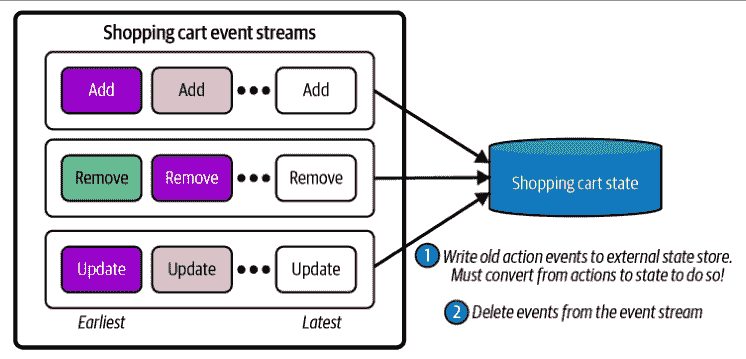 Shopping cart event streams
Add
Add
Add
Remove
Remove
Remove
Update
Update
Update
Earliest
Latest
Shopping cart state
1 Write old action events to external state store.
Must convert from actions to state to do so!
2 Delete events from the event stream